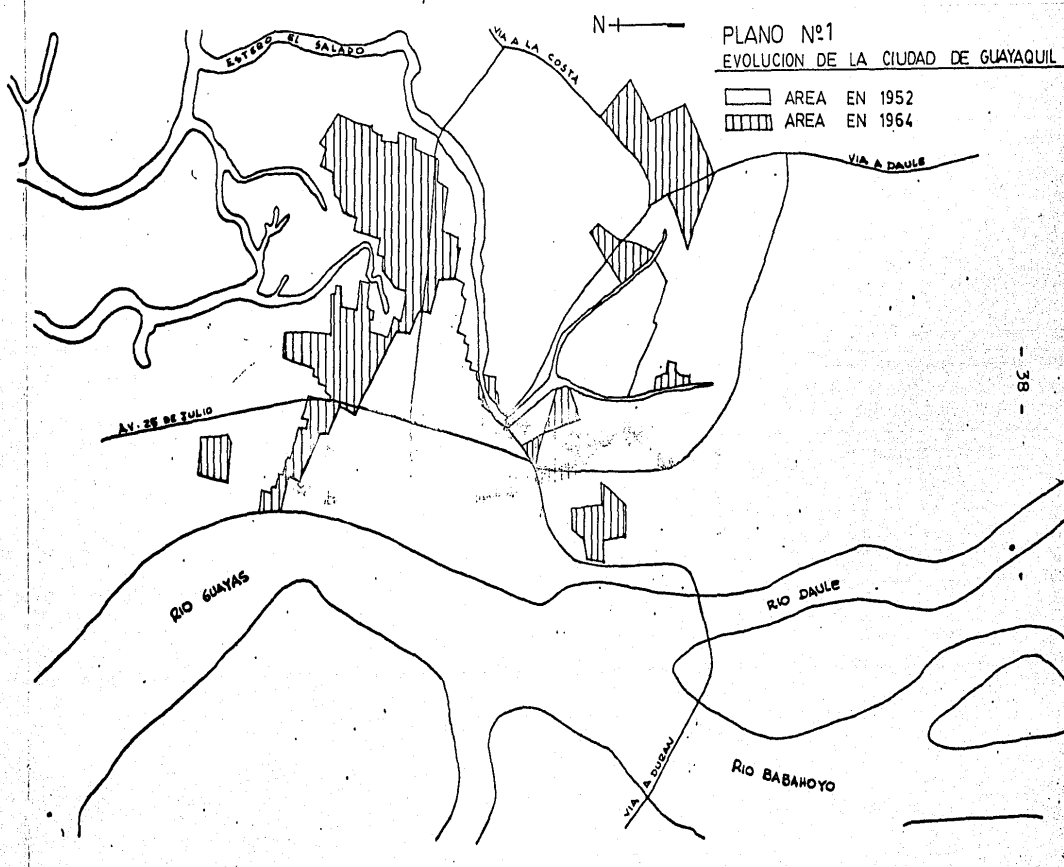 N
PLANO Nº1
EVOLUCION DE LA CIUDAD DE GUAYAQUIL
AREA EN 1952
AREA EN 1964
ESTERO EL SALADO
VIA A LA COSTA
VIA A DAULE
- 38 -
AV. 25 DE JULIO
RIO GUAYAS
RIO DAULE
VIA A DURAN
RIO BABAHOYO